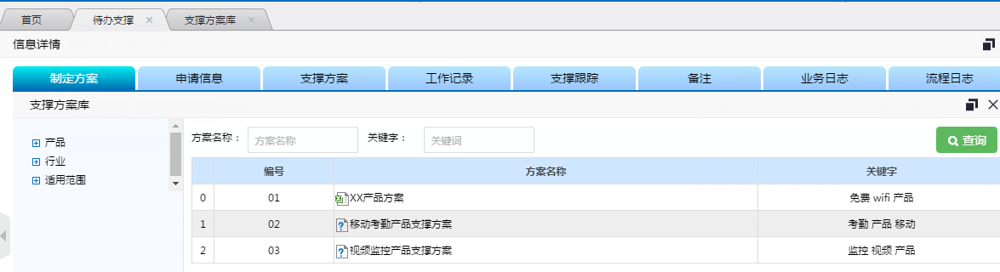 首页 待办支撑 支撑方案库
信息详情
制定方案 申请信息 支撑方案 工作记录 支撑跟踪 备注 业务日志 流程日志
支撑方案库
产品
行业
适用范围
方案名称： 方案名称 关键字： 关键词 查询
编号 方案名称 关键字
0 01 XX产品方案 免费 wifi 产品
1 02 移动考勤产品支撑方案 考勤 产品 移动
2 03 视频监控产品支撑方案 监控 视频 产品